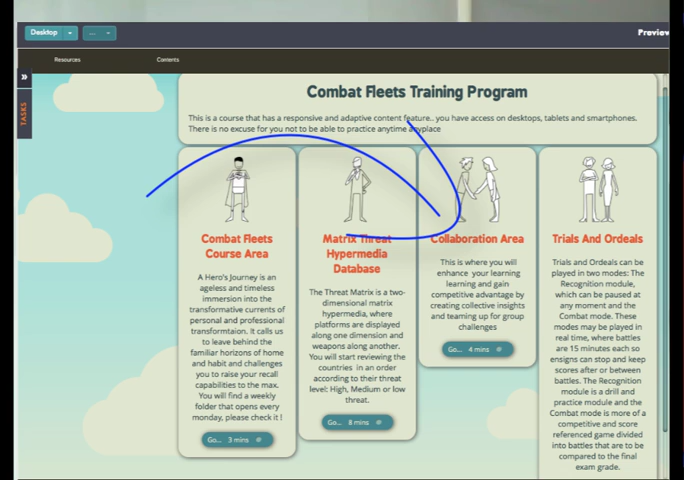 Desktop
...
Preview
Resources
Contents
»
TASKS
Combat Fleets Training Program
This is a course that has a responsive and adaptive content feature.. you have access on desktops, tablets and smartphones.
There is no excuse for you not to be able to practice anytime anyplace
Combat Fleets
Course Area
A Hero's Journey is an
ageless and timeless
immersion into the
transformative currents of
personal and professional
transformtaion. It calls us
to leave behind the
familiar horizons of home
and habit and challenges
you to raise your recall
capabilities to the max.
You will find a weekly
folder that opens every
monday, please check it !
Go... 3 mins
Matrix Threat
Hypermedia
Database
The Threat Matrix is a two-
dimensional matrix
hypermedia, where
platforms are displayed
along one dimension and
weapons along another.
You will start reviewing the
countries in an order
according to their threat
level: High, Medium or low
threat.
Go... 8 mins
Collaboration Area
This is where you will
enhance your learning
learning and gain
competitive advantage by
creating collective insights
and teaming up for group
challenges
Go... 4 mins
Trials And Ordeals
Trials and Ordeals can be
played in two modes: The
Recognition module,
which can be paused at
any moment and the
Combat mode. These
modes may be played in
real time, where battles
are 15 minutes each so
ensigns can stop and keep
scores after or between
battles. The Recognition
module is a drill and
practice module and the
Combat mode is more of a
competitive and score
referenced game divided
into battles that are to be
compared to the final
exam grade.